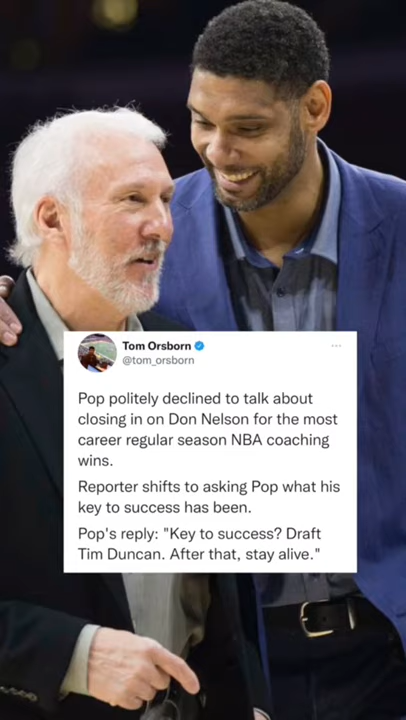 Tom Orsborn
@tom_orsborn
Pop politely declined to talk about
closing in on Don Nelson for the most
career regular season NBA coaching
wins.
Reporter shifts to asking Pop what his
key to success has been.
Pop's reply: "Key to success? Draft
Tim Duncan. After that, stay alive."